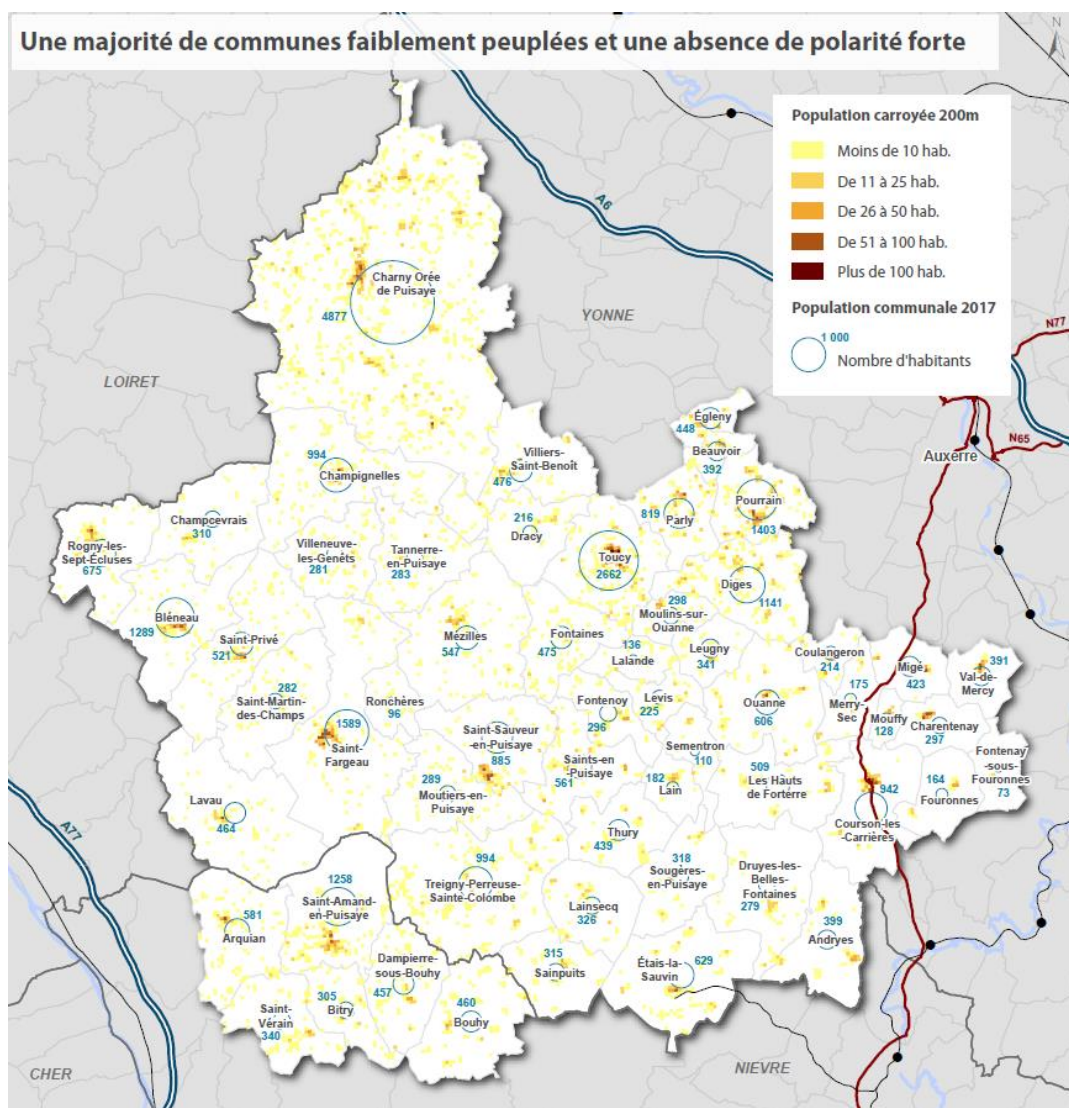 Une majorité de communes faiblement peuplées et une absence de polarité forte
N
Population carroyée 200m
Moins de 10 hab.
De 11 à 25 hab.
De 26 à 50 hab.
De 51 à 100 hab.
Plus de 100 hab.
Population communale 2017
1 000
Nombre d'habitants
A6
YONNE
LOIRET
N77
N65
Auxerre
Charny Orée
de Puisaye
4877
Égleny
448
Beauvoir
392
994
Champignelles
Villiers-
Saint-Benoît
476
Pourrain
1403
819
Parly
Champcevrais
310
216
Dracy
Rogny-les-
Sept-Écluses
675
Villeneuve-
les-Genêts
281
Tannerre-
en-Puisaye
283
Toucy
2662
Diges
1141
298
Moulins-sur-
Ouanne
Bléneau
1289
Saint-Privé
521
Mézilles
547
Fontaines
475
136
Lalande
Leugny
341
Coulangeron
214
Migé
423
391
Val-de-
Mercy
282
Saint-Martin-
des-Champs
Ronchères
96
Fontenoy
296
Levis
225
Ouanne
606
175
Merry-
Sec
Mouffy
128
Charentenay
297
1589
Saint-
Fargeau
Saint-Sauveur
-en-Puisaye
885
Sementron
110
Fontenay
-sous-
Fouronnes
73
289
Moutiers-en-
Puisaye
Saints-en
-Puisaye
561
182
Lain
509
Les Hauts
de Forterre
942
Courson-les
-Carrières
164
Fouronnes
Lavau
464
A77
Thury
439
994
Treigny-Perreuse-
Sainte-Colombe
318
Sougères-
en-Puisaye
Druyes-les-
Belles-
Fontaines
279
1258
Saint-Amand-
en-Puisaye
581
Arquian
Lainsecq
326
399
Andryes
Dampierre-
sous-Bouhy
457
315
Sainpuits
Étais-la-
Sauvin
629
Saint-
Vérain
340
305
Bitry
460
Bouhy
CHER
NIEVRE